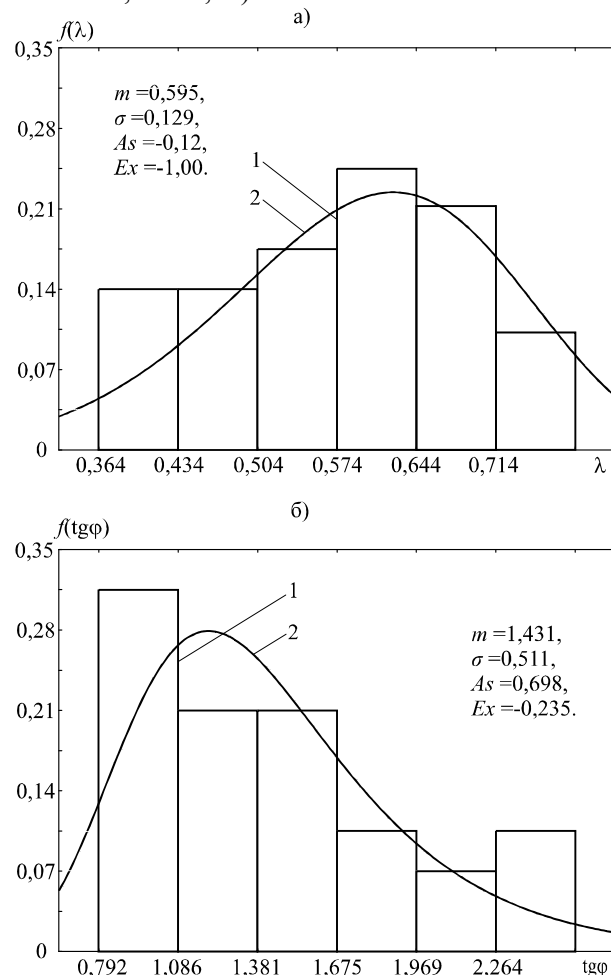 а)
f(λ)
0,35
m =0,595,
σ =0,129,
As =-0,12,
Ex =-1,00.
0,28
1
2
0,21
0,14
0,07
0
0,364 0,434 0,504 0,574 0,644 0,714 λ
б)
f(tgφ)
0,35
1
2
0,28
m =1,431,
σ =0,511,
As =0,698,
Ex =-0,235.
0,21
0,14
0,07
0
0,792 1,086 1,381 1,675 1,969 2,264 tgφ